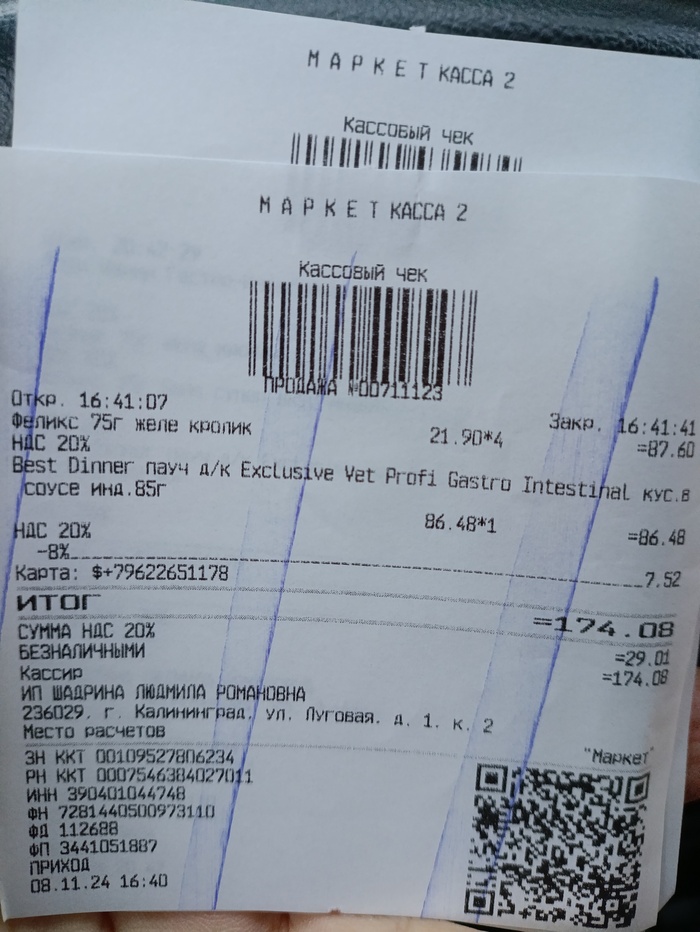 МАРКЕТ КАССА 2
Кассовый чек
МАРКЕТ КАССА 2
Кассовый чек
ПРОДАЖА №00711123
Откр. 16:41:07 Закр. 16:41:41
Феликс 75г желе кролик 21.90*4 =87.60
НДС 20%
Best Dinner пауч д/к Exclusive Vet Profi Gastro Intestinal кус.в
соусе инд.85г
86.48*1 =86.48
НДС 20%
-8% 7.52
Карта: $+79622651178
ИТОГ =174.08
СУММА НДС 20% =29.01
БЕЗНАЛИЧНЫМИ =174.08
Кассир
ИП ШАДРИНА ЛЮДМИЛА РОМАНОВНА
236029, г. Калининград, ул. Луговая, д. 1, к. 2
Место расчетов "Маркет"
ЗН ККТ 00109527806234
РН ККТ 0007546384027011
ИНН 390401044748
ФН 7281440500973110
ФД 112688
ФП 3441051887
ПРИХОД
08.11.24 16:40